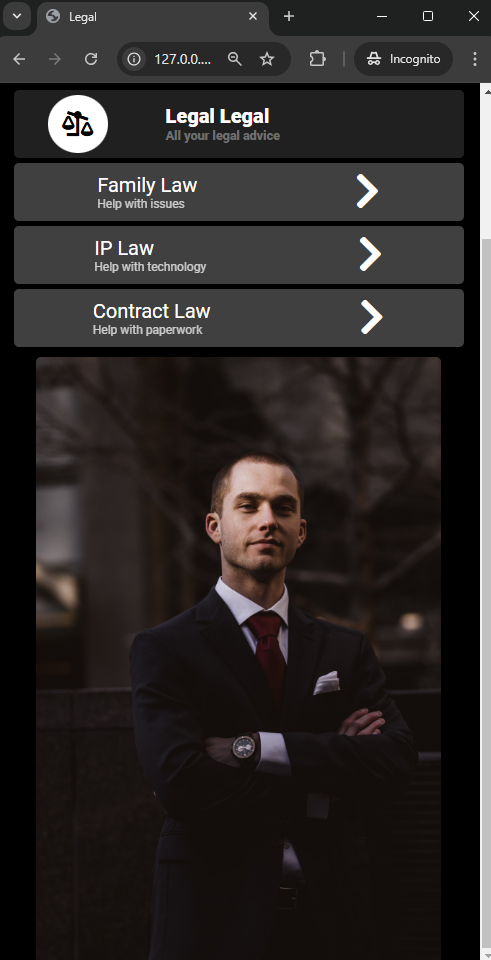 Legal
127.0.0....
Incognito
Legal Legal
All your legal advice
Family Law
Help with issues
IP Law
Help with technology
Contract Law
Help with paperwork